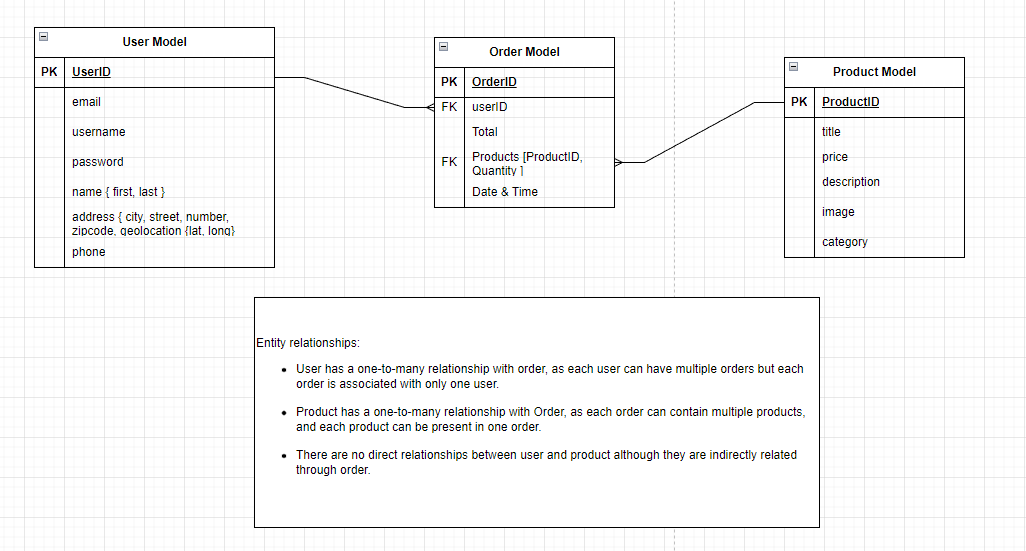 User Model
PK UserID
email
username
password
name { first, last }
address { city, street, number,
zipcode, geolocation {lat, long}
phone
Order Model
PK OrderID
FK userID
Total
FK Products [ProductID,
Quantity ]
Date & Time
Product Model
PK ProductID
title
price
description
image
category
Entity relationships:
• User has a one-to-many relationship with order, as each user can have multiple orders but each
order is associated with only one user.
• Product has a one-to-many relationship with Order, as each order can contain multiple products,
and each product can be present in one order.
• There are no direct relationships between user and product although they are indirectly related
through order.